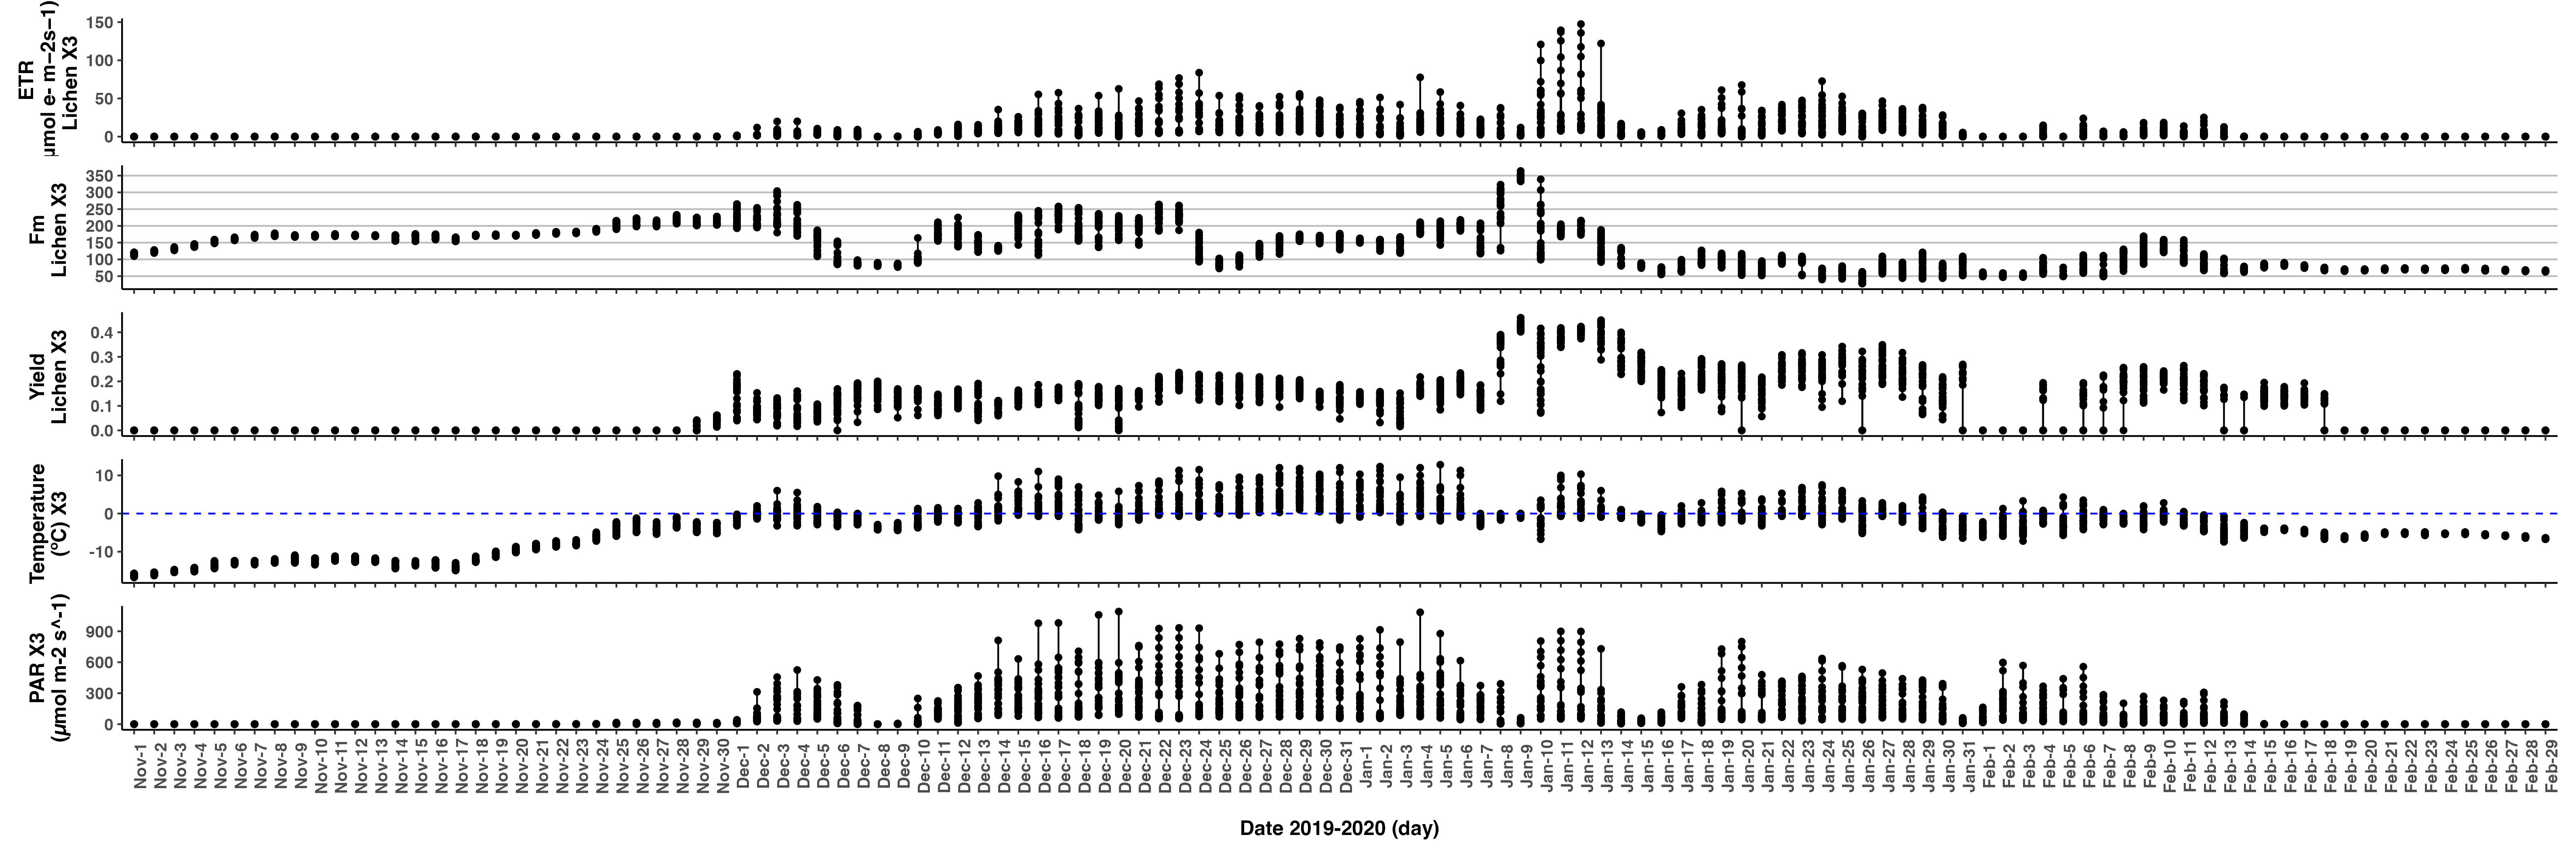 ETR
µmol e- m−2s−1)
Lichen X3
150
100
50
0
Fm
Lichen X3
350
300
250
200
150
100
50
Yield
Lichen X3
0.4
0.3
0.2
0.1
0.0
Temperature
(ºC) X3
10
0
-10
PAR X3
(µmol m-2 s^-1)
900
600
300
0
Nov-1 Nov-2 Nov-3 Nov-4 Nov-5 Nov-6 Nov-7 Nov-8 Nov-9 Nov-10 Nov-11 Nov-12 Nov-13 Nov-14 Nov-15 Nov-16 Nov-17 Nov-18 Nov-19 Nov-20 Nov-21 Nov-22 Nov-23 Nov-24 Nov-25 Nov-26 Nov-27 Nov-28 Nov-29 Nov-30 Dec-1 Dec-2 Dec-3 Dec-4 Dec-5 Dec-6 Dec-7 Dec-8 Dec-9 Dec-10 Dec-11 Dec-12 Dec-13 Dec-14 Dec-15 Dec-16 Dec-17 Dec-18 Dec-19 Dec-20 Dec-21 Dec-22 Dec-23 Dec-24 Dec-25 Dec-26 Dec-27 Dec-28 Dec-29 Dec-30 Dec-31 Jan-1 Jan-2 Jan-3 Jan-4 Jan-5 Jan-6 Jan-7 Jan-8 Jan-9 Jan-10 Jan-11 Jan-12 Jan-13 Jan-14 Jan-15 Jan-16 Jan-17 Jan-18 Jan-19 Jan-20 Jan-21 Jan-22 Jan-23 Jan-24 Jan-25 Jan-26 Jan-27 Jan-28 Jan-29 Jan-30 Jan-31 Feb-1 Feb-2 Feb-3 Feb-4 Feb-5 Feb-6 Feb-7 Feb-8 Feb-9 Feb-10 Feb-11 Feb-12 Feb-13 Feb-14 Feb-15 Feb-16 Feb-17 Feb-18 Feb-19 Feb-20 Feb-21 Feb-22 Feb-23 Feb-24 Feb-25 Feb-26 Feb-27 Feb-28 Feb-29
Date 2019-2020 (day)